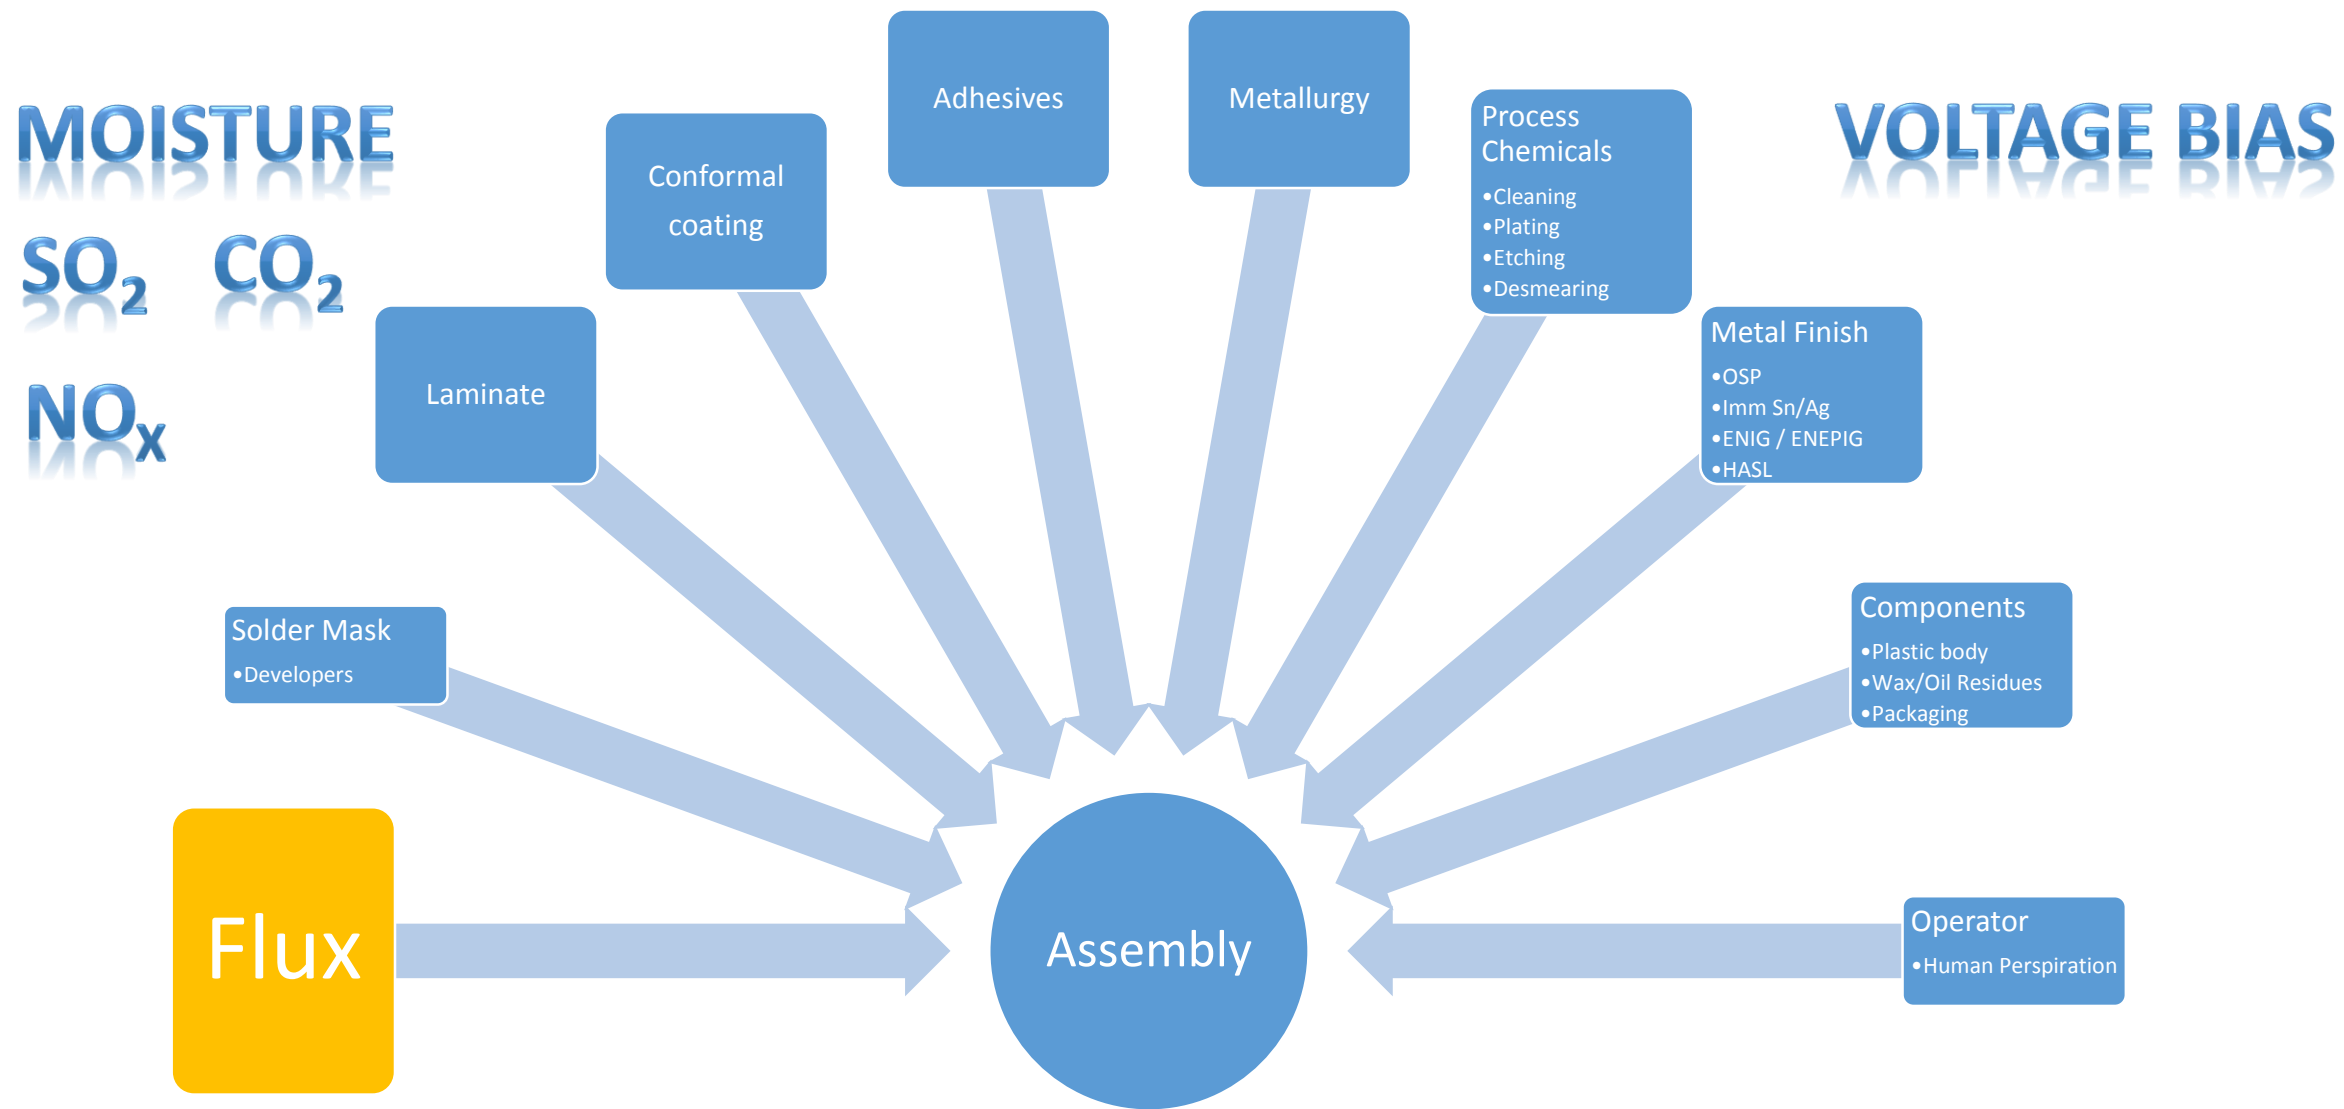 MOISTURE
SO₂ CO₂
NOₓ
VOLTAGE BIAS
Flux
Solder Mask
•Developers
Laminate
Conformal
coating
Adhesives
Metallurgy
Process
Chemicals
•Cleaning
•Plating
•Etching
•Desmearing
Metal Finish
•OSP
•Imm Sn/Ag
•ENIG / ENEPIG
•HASL
Components
•Plastic body
•Wax/Oil Residues
•Packaging
Operator
•Human Perspiration
Assembly